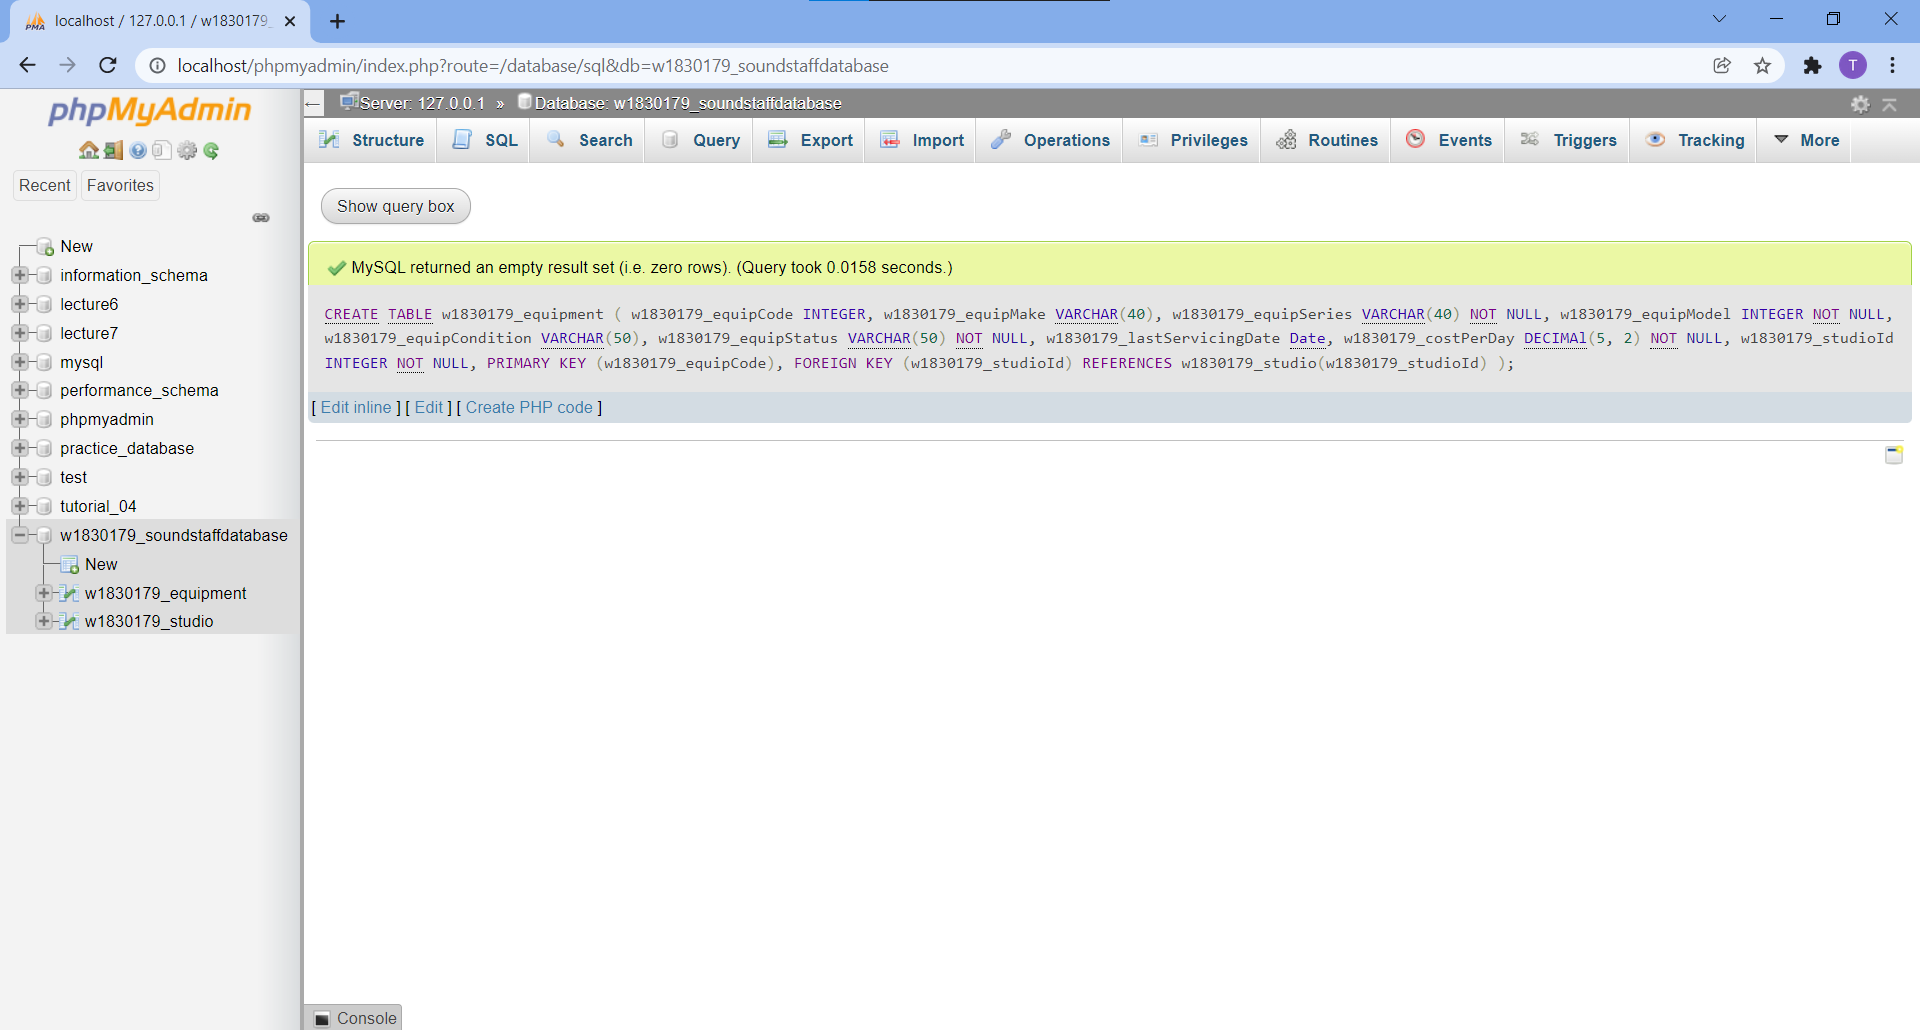 localhost / 127.0.0.1 / w1830179_
localhost/phpmyadmin/index.php?route=/database/sql&db=w1830179_soundstaffdatabase
T
phpMyAdmin
Recent
Favorites
New
information_schema
lecture6
lecture7
mysql
performance_schema
phpmyadmin
practice_database
test
tutorial_04
w1830179_soundstaffdatabase
New
w1830179_equipment
w1830179_studio
Server: 127.0.0.1 » Database: w1830179_soundstaffdatabase
Structure SQL Search Query Export Import Operations Privileges Routines Events Triggers Tracking More
Show query box
MySQL returned an empty result set (i.e. zero rows). (Query took 0.0158 seconds.)
CREATE TABLE w1830179_equipment ( w1830179_equipCode INTEGER, w1830179_equipMake VARCHAR(40), w1830179_equipSeries VARCHAR(40) NOT NULL, w1830179_equipModel INTEGER NOT NULL,
w1830179_equipCondition VARCHAR(50), w1830179_equipStatus VARCHAR(50) NOT NULL, w1830179_lastServicingDate Date, w1830179_costPerDay DECIMAl(5, 2) NOT NULL, w1830179_studioId
INTEGER NOT NULL, PRIMARY KEY (w1830179_equipCode), FOREIGN KEY (w1830179_studioId) REFERENCES w1830179_studio(w1830179_studioId) );
[ Edit inline ] [ Edit ] [ Create PHP code ]
Console